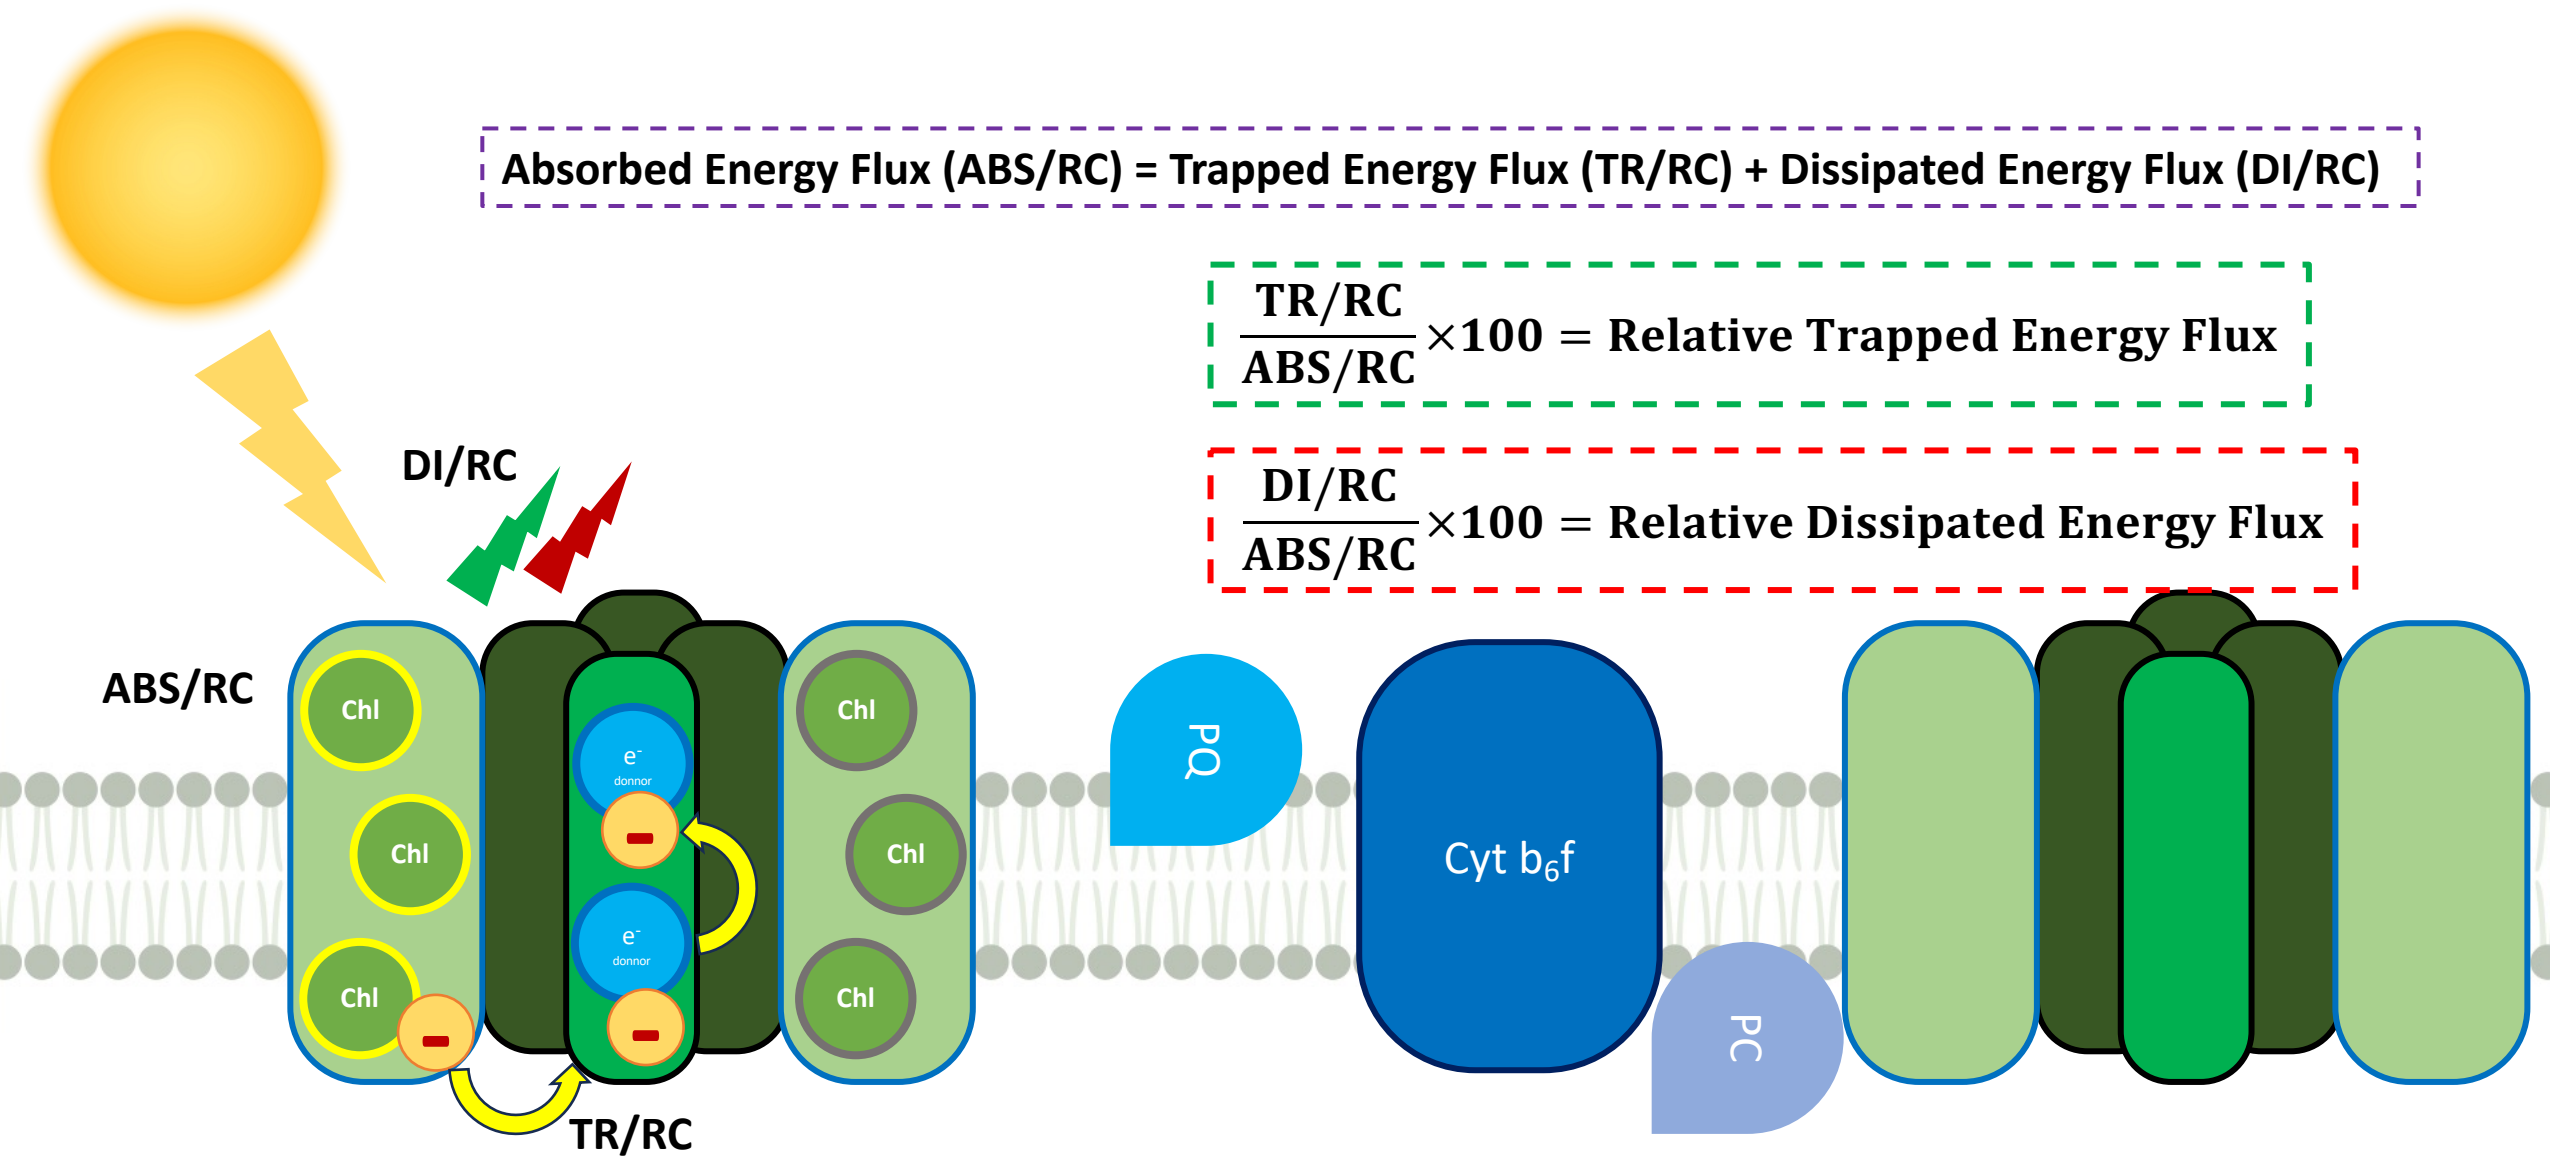 Absorbed Energy Flux (ABS/RC) = Trapped Energy Flux (TR/RC) + Dissipated Energy Flux (DI/RC)
TR/RC
ABS/RC
×100 = Relative Trapped Energy Flux
DI/RC
ABS/RC
×100 = Relative Dissipated Energy Flux
DI/RC
ABS/RC
Chl
Chl
Chl
e-
donnor
-
e-
donnor
-
-
TR/RC
Chl
Chl
Chl
PQ
Cyt b6f
PC